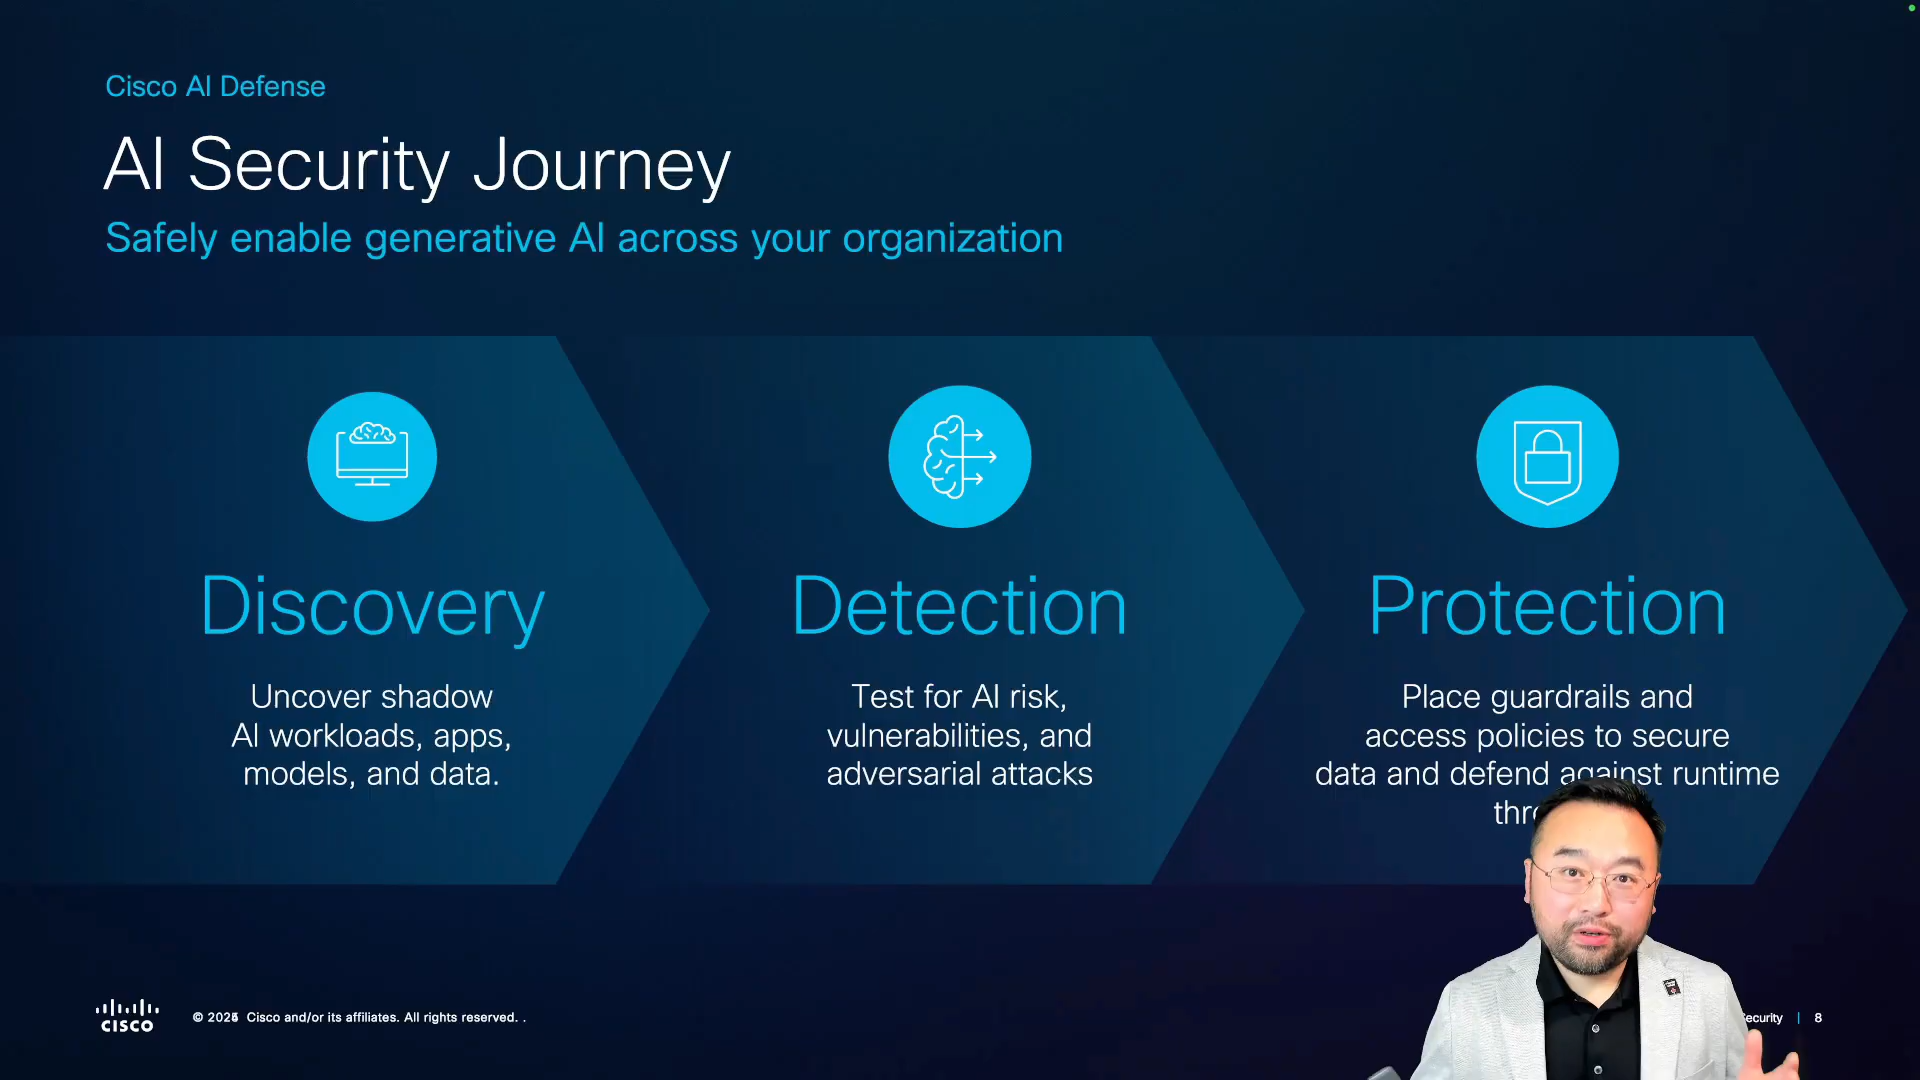 Cisco AI Defense
AI Security Journey
Safely enable generative AI across your organization
Discovery
Uncover shadow
AI workloads, apps,
models, and data.
Detection
Test for AI risk,
vulnerabilities, and
adversarial attacks
Protection
Place guardrails and
access policies to secure
data and defend against runtime
CISCO
© Cisco and/or its affiliates. All rights reserved. .
| 8